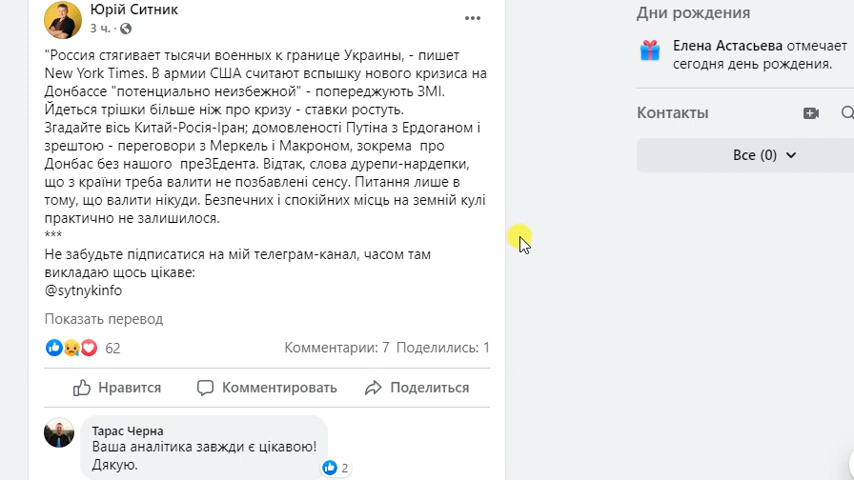 Юрій Ситник
3 ч. ·
"Россия стягивает тысячи военных к границе Украины, - пишет
New York Times. В армии США считают вспышку нового кризиса на
Донбассе "потенциально неизбежной" - попереджують ЗМІ.
Йдеться трішки більше ніж про кризу - ставки ростуть.
Згадайте вісь Китай-Росія-Іран; домовленості Путіна з Ердоганом і
зрештою - переговори з Меркель і Макроном, зокрема  про
Донбас без нашого  преЗЕдента. Відтак, слова дурепи-нардепки,
що з країни треба валити не позбавлені сенсу. Питання лише в
тому, що валити нікуди. Безпечних і спокійних місць на земній кулі
практично не залишилося.
***
Не забудьте підписатися на мій телеграм-канал, часом там
викладаю щось цікаве:
@sytnykinfo
Показать перевод
62
Комментарии: 7 Поделились: 1
Нравится Комментировать Поделиться
Тарас Черна
Ваша аналітика завжди є цікавою!
Дякую.
2
Дни рождения
Елена Астасьева отмечает
сегодня день рождения.
Контакты
Все (0)